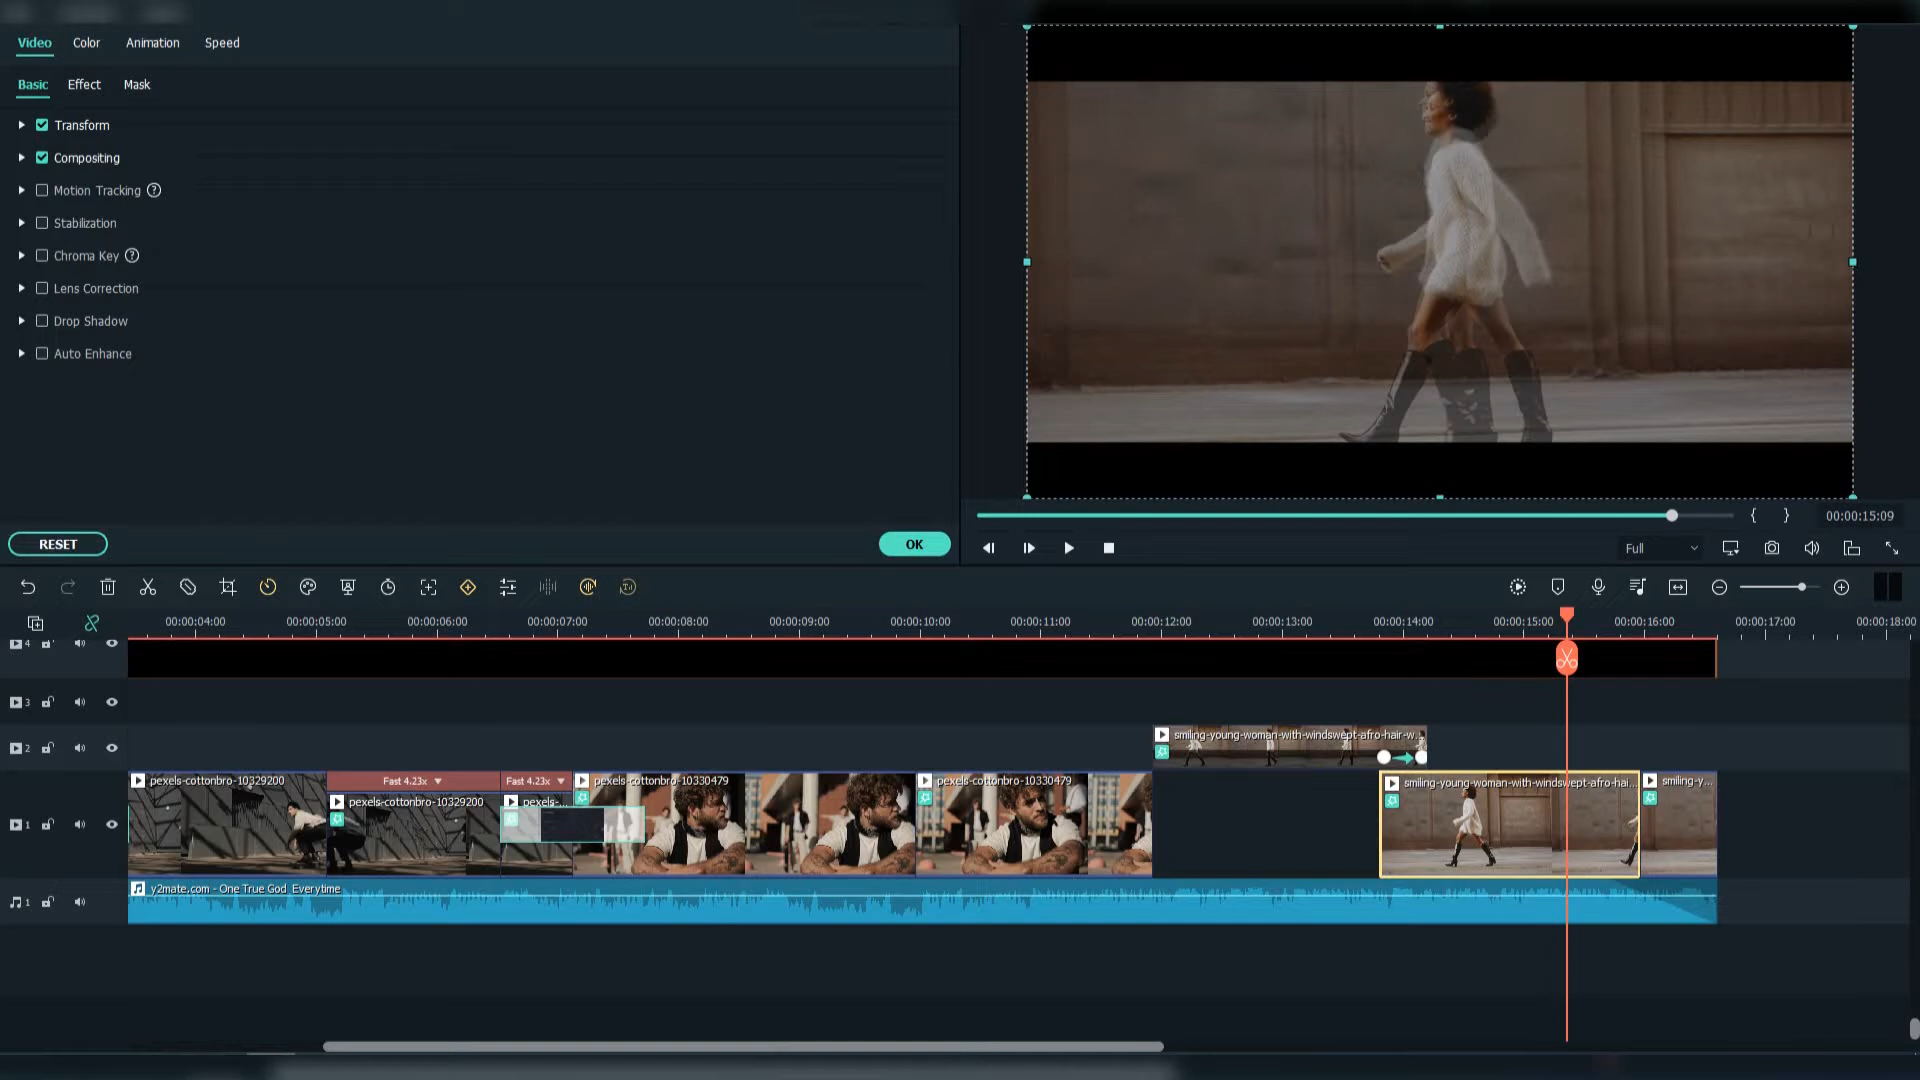 Video Color Animation Speed
Basic Effect Mask
Transform
Compositing
Motion Tracking ?
Stabilization
Chroma Key ?
Lens Correction
Drop Shadow
Auto Enhance
RESET
OK
{ } 00:00:15:09
Full
00:00:04:00 00:00:05:00 00:00:06:00 00:00:07:00 00:00:08:00 00:00:09:00 00:00:10:00 00:00:11:00 00:00:12:00 00:00:13:00 00:00:14:00 00:00:15:00 00:00:16:00 00:00:17:00 00:00:18:00
4
3
2
smiling-young-woman-with-windswept-afro-hair-w...
1
pexels-cottonbro-10329200
Fast 4.23x
pexels-cottonbro-10329200
Fast 4.23x
pexels-...
pexels-cottonbro-10330479
pexels-cottonbro-10330479
smiling-young-woman-with-windswept-afro-hai...
smiling-y...
1
y2mate.com - One True God Everytime